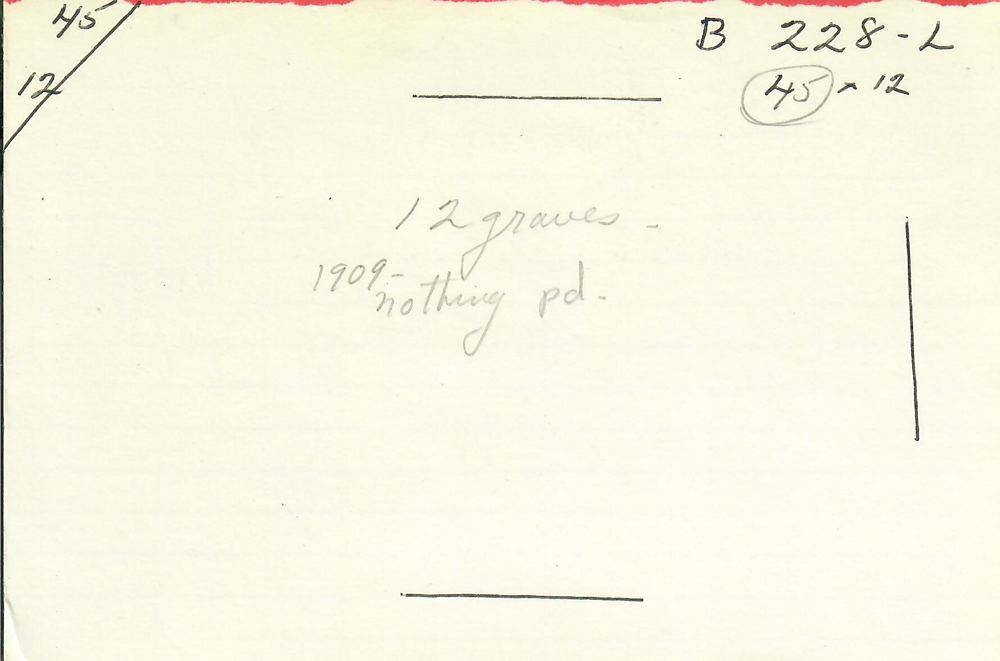 45/12
B 228-L
45 x 12
12 graves -
1909-
nothing pd-